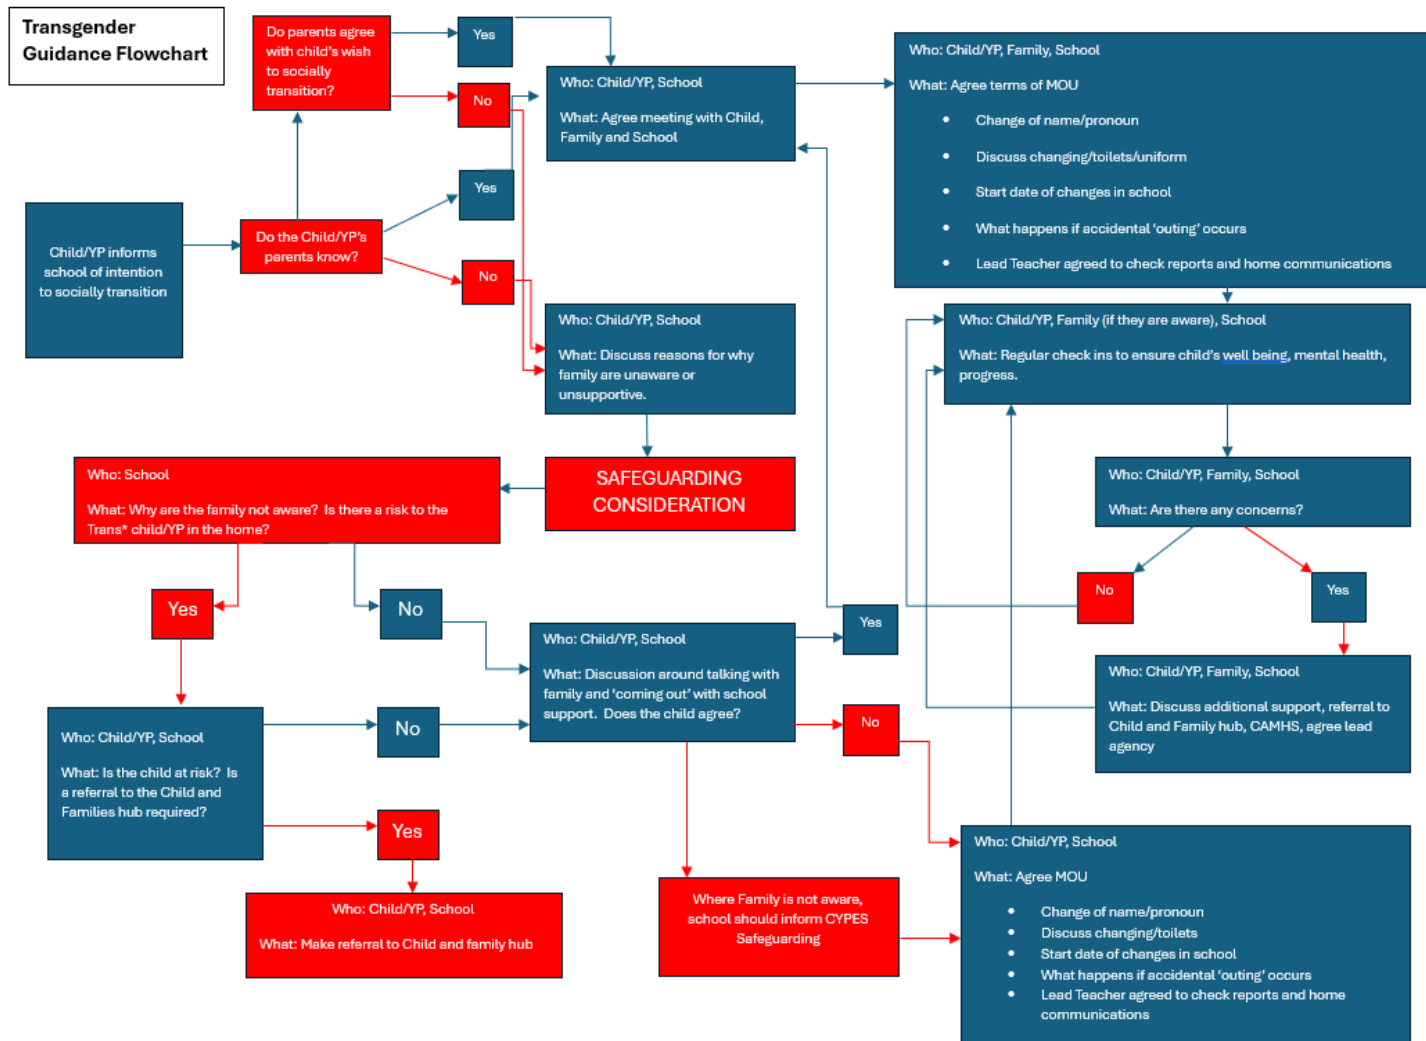 Transgender
Guidance Flowchart
Do parents agree
with child's wish
to socially
transition?
Yes
No
Who: Child/YP, School
What: Agree meeting with Child,
Family and School
Who: Child/YP, Family, School
What: Agree terms of MOU
• Change of name/pronoun
• Discuss changing/toilets/uniform
• Start date of changes in school
• What happens if accidental 'outing' occurs
• Lead Teacher agreed to check reports and home communications
Child/YP informs
school of intention
to socially transition
Do the Child/YP's
parents know?
Yes
No
Who: Child/YP, School
What: Discuss reasons for why
family are unaware or
unsupportive.
Who: Child/YP, Family (if they are aware), School
What: Regular check ins to ensure child's well being, mental health,
progress.
SAFEGUARDING
CONSIDERATION
Who: School
What: Why are the family not aware? Is there a risk to the
Trans* child/YP in the home?
Who: Child/YP, Family, School
What: Are there any concerns?
No
Yes
Yes
No
Who: Child/YP, School
What: Discussion around talking with
family and 'coming out' with school
support. Does the child agree?
Yes
No
Who: Child/YP, Family, School
What: Discuss additional support, referral to
Child and Family hub, CAMHS, agree lead
agency
Who: Child/YP, School
What: Is the child at risk? Is
a referral to the Child and
Families hub required?
No
Yes
Who: Child/YP, School
What: Make referral to Child and family hub
Where Family is not aware,
school should inform CYPES
Safeguarding
Who: Child/YP, School
What: Agree MOU
• Change of name/pronoun
• Discuss changing/toilets
• Start date of changes in school
• What happens if accidental 'outing' occurs
• Lead Teacher agreed to check reports and home
communications